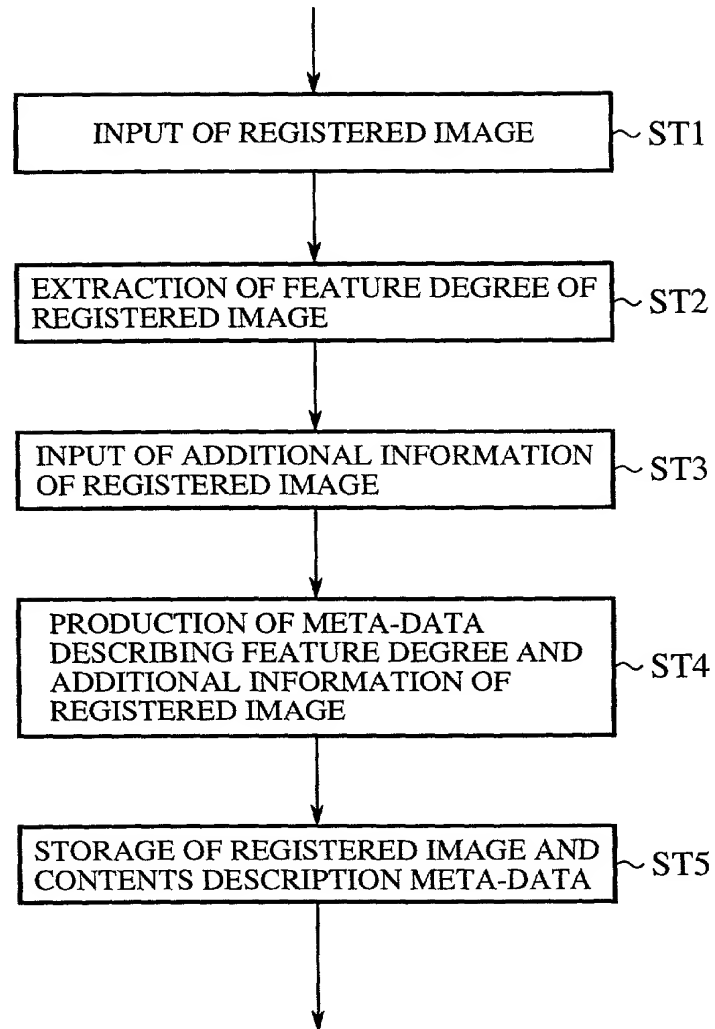 INPUT OF REGISTERED IMAGE
ST1
EXTRACTION OF FEATURE DEGREE OF
REGISTERED IMAGE
ST2
INPUT OF ADDITIONAL INFORMATION
OF REGISTERED IMAGE
ST3
PRODUCTION OF META-DATA
DESCRIBING FEATURE DEGREE AND
ADDITIONAL INFORMATION OF
REGISTERED IMAGE
ST4
STORAGE OF REGISTERED IMAGE AND
CONTENTS DESCRIPTION META-DATA
ST5